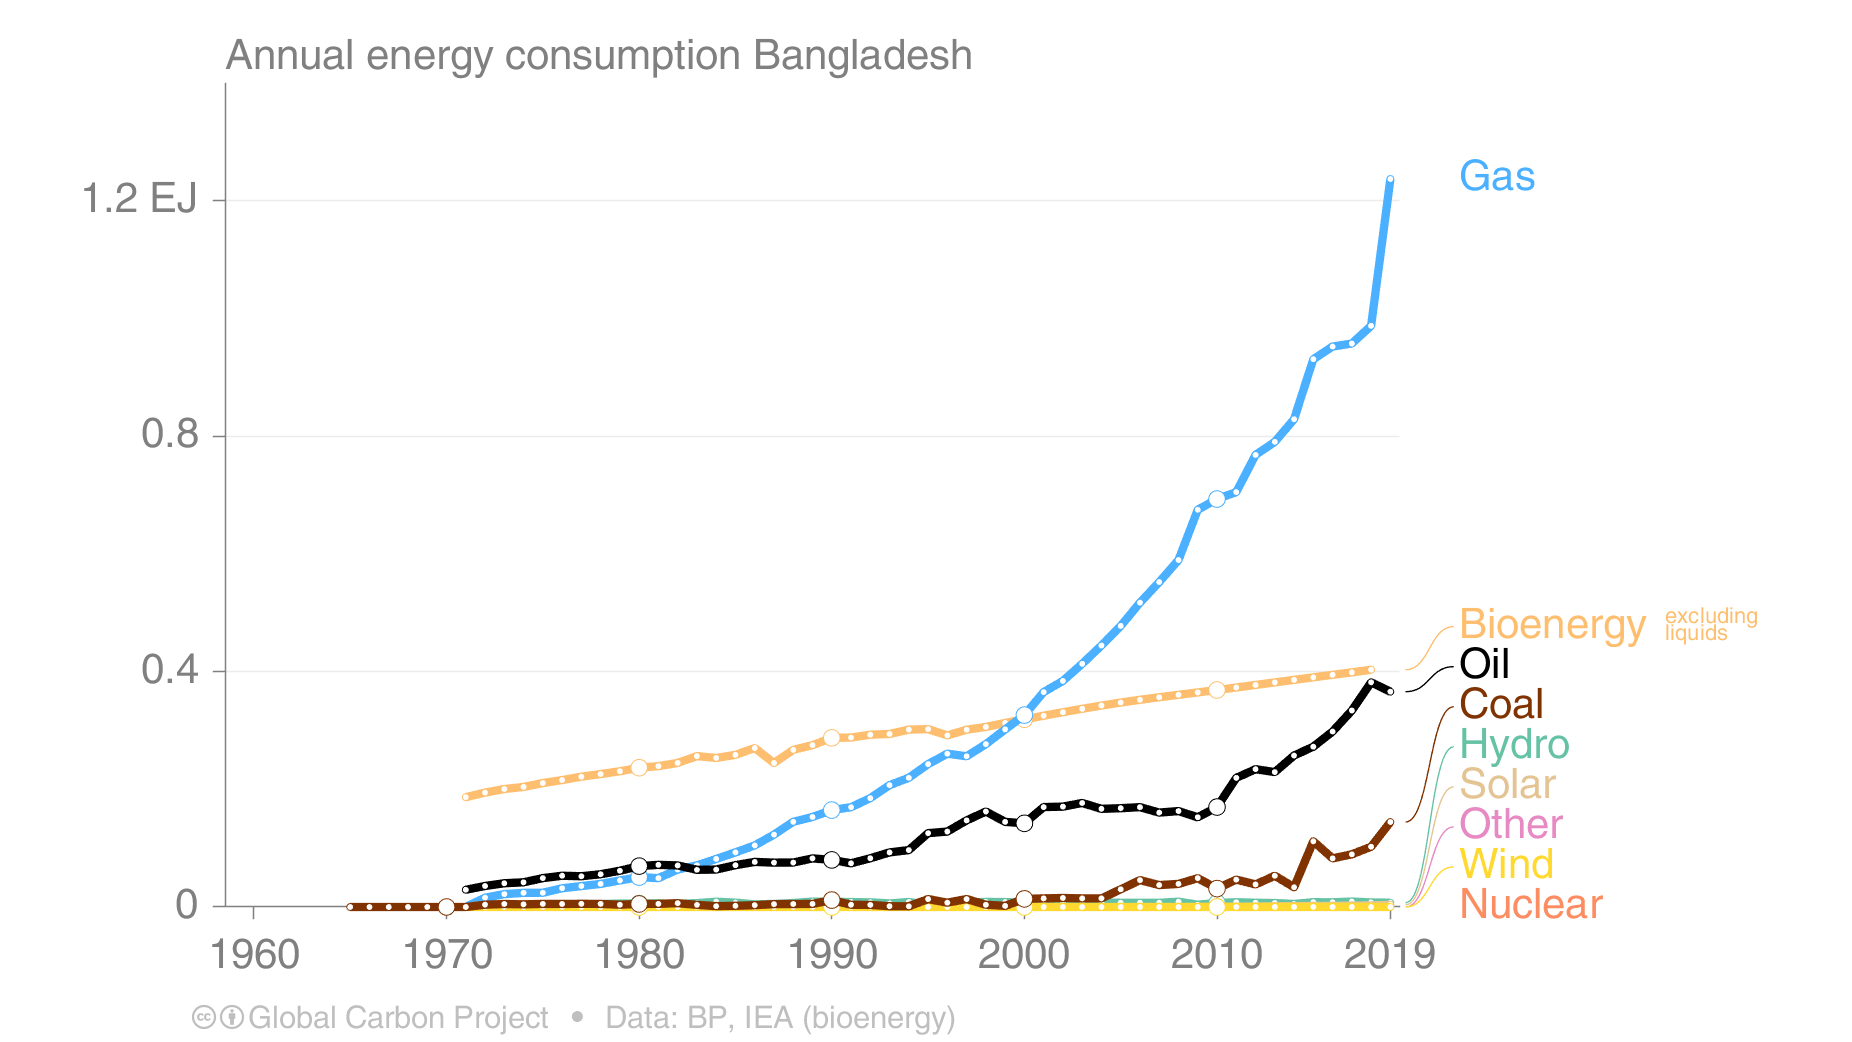 Annual energy consumption Bangladesh
1.2 EJ
0.8
0.4
0
Gas
Bioenergy excluding
liquids
Oil
Coal
Hydro
Solar
Other
Wind
Nuclear
1960 1970 1980 1990 2000 2010 2019
cc Global Carbon Project • Data: BP, IEA (bioenergy)